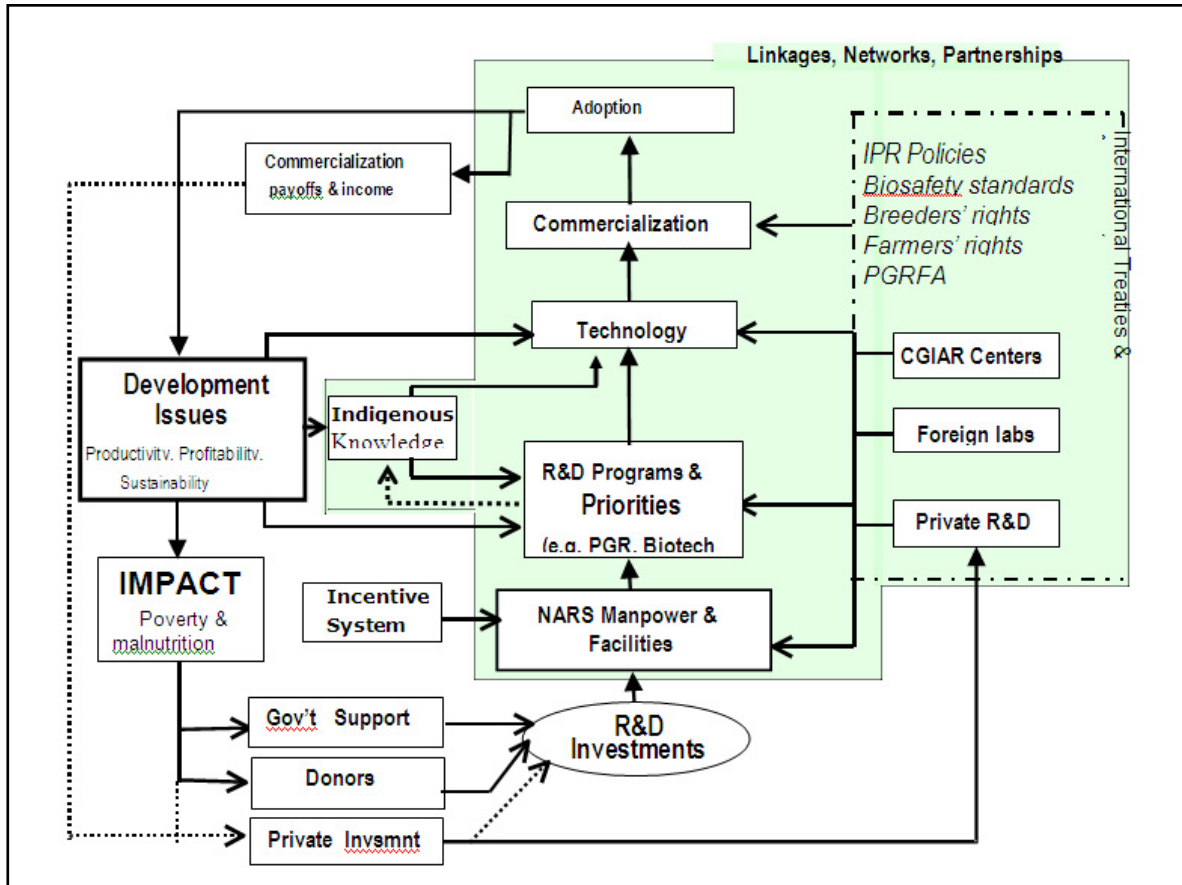 Linkages, Networks, Partnerships
Adoption
Commercialization
payoffs & income
IPR Policies
Biosafety standards
Breeders' rights
Farmers' rights
PGRFA
International Treaties &
Commercialization
Technology
CGIAR Centers
Development
Issues
Productivity, Profitability,
Sustainability
Indigenous
Knowledge
Foreign labs
R&D Programs &
Priorities
(e.g. PGR, Biotech
Private R&D
IMPACT
Poverty &
malnutrition
Incentive
System
NARS Manpower &
Facilities
Gov't Support
R&D
Investments
Donors
Private Invsmnt